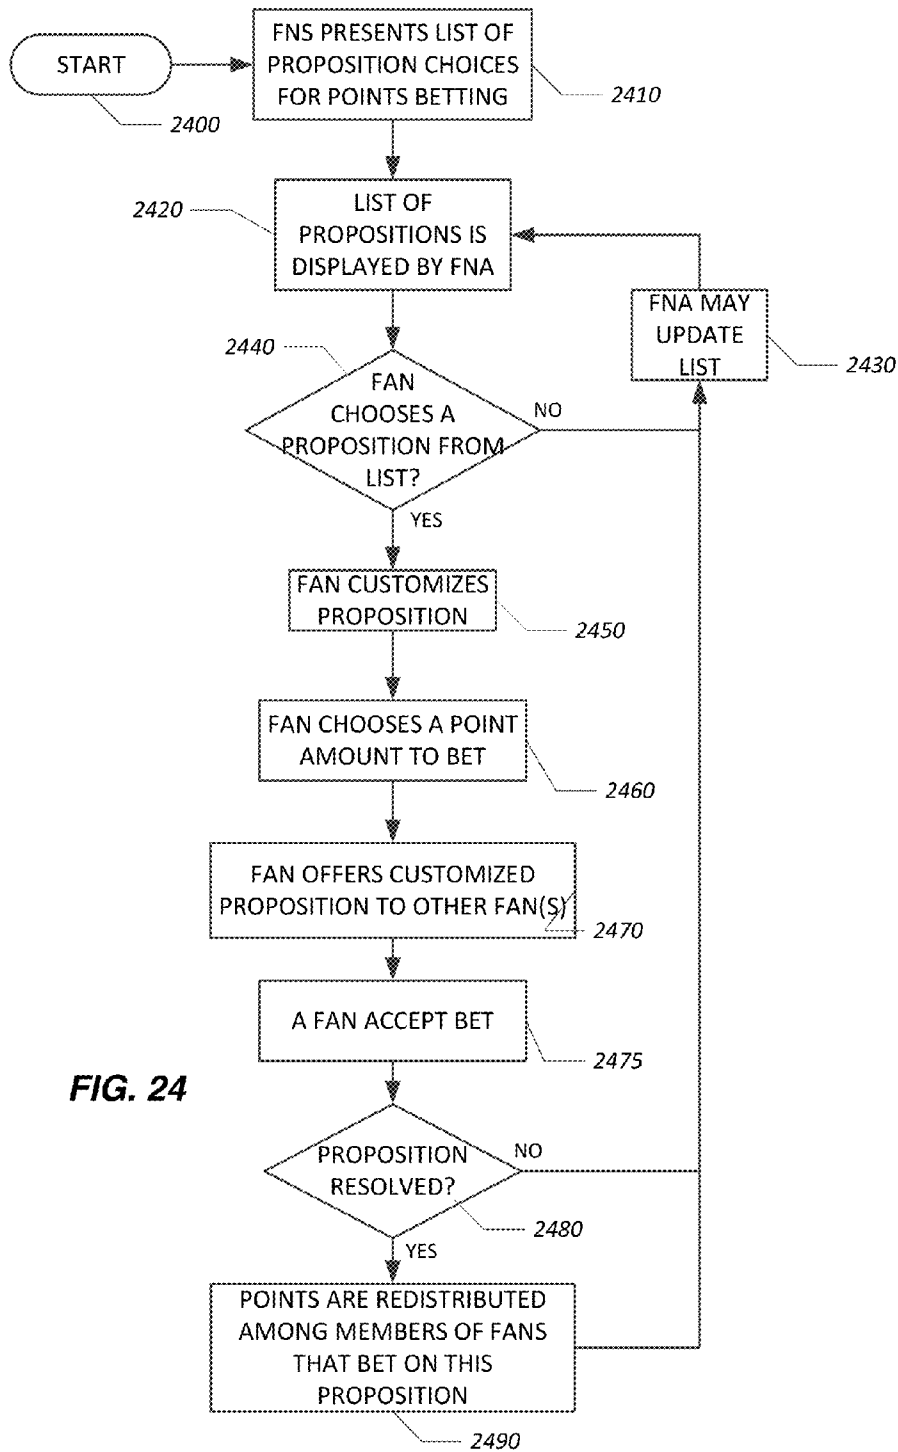 START
2400
FNS PRESENTS LIST OF
PROPOSITION CHOICES
FOR POINTS BETTING
2410
LIST OF
PROPOSITIONS IS
DISPLAYED BY FNA
2420
FNA MAY
UPDATE
LIST
2430
2440
FAN
CHOOSES A
PROPOSITION FROM
LIST?
NO
YES
FAN CUSTOMIZES
PROPOSITION
2450
FAN CHOOSES A POINT
AMOUNT TO BET
2460
FAN OFFERS CUSTOMIZED
PROPOSITION TO OTHER FAN(S)
2470
A FAN ACCEPT BET
2475
FIG. 24
PROPOSITION
RESOLVED?
NO
2480
YES
POINTS ARE REDISTRIBUTED
AMONG MEMBERS OF FANS
THAT BET ON THIS
PROPOSITION
2490